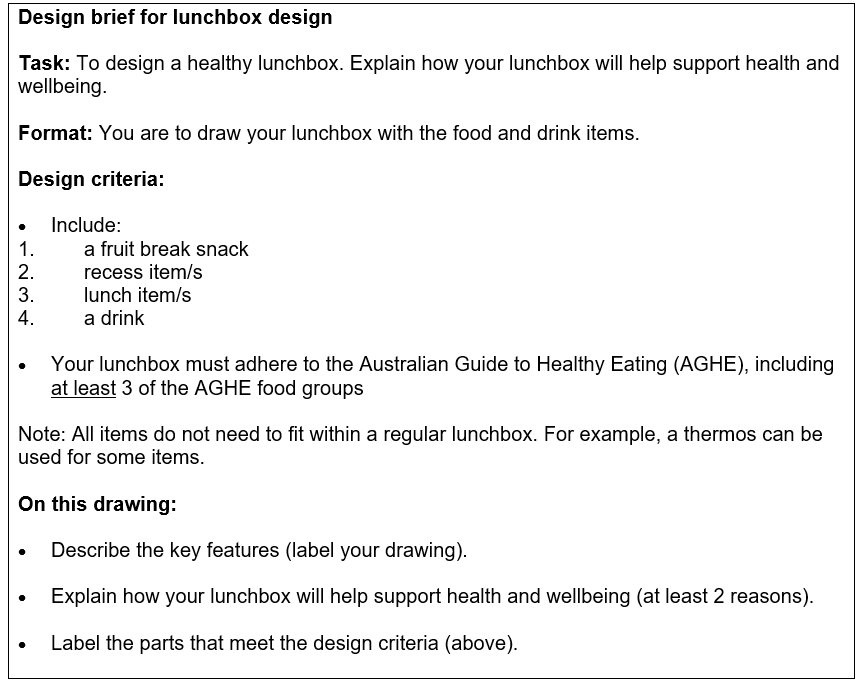 Design brief for lunchbox design
Task: To design a healthy lunchbox. Explain how your lunchbox will help support health and
wellbeing.
Format: You are to draw your lunchbox with the food and drink items.
Design criteria:
• Include:
1. a fruit break snack
2. recess item/s
3. lunch item/s
4. a drink
• Your lunchbox must adhere to the Australian Guide to Healthy Eating (AGHE), including
at least 3 of the AGHE food groups
Note: All items do not need to fit within a regular lunchbox. For example, a thermos can be
used for some items.
On this drawing:
• Describe the key features (label your drawing).
• Explain how your lunchbox will help support health and wellbeing (at least 2 reasons).
• Label the parts that meet the design criteria (above).